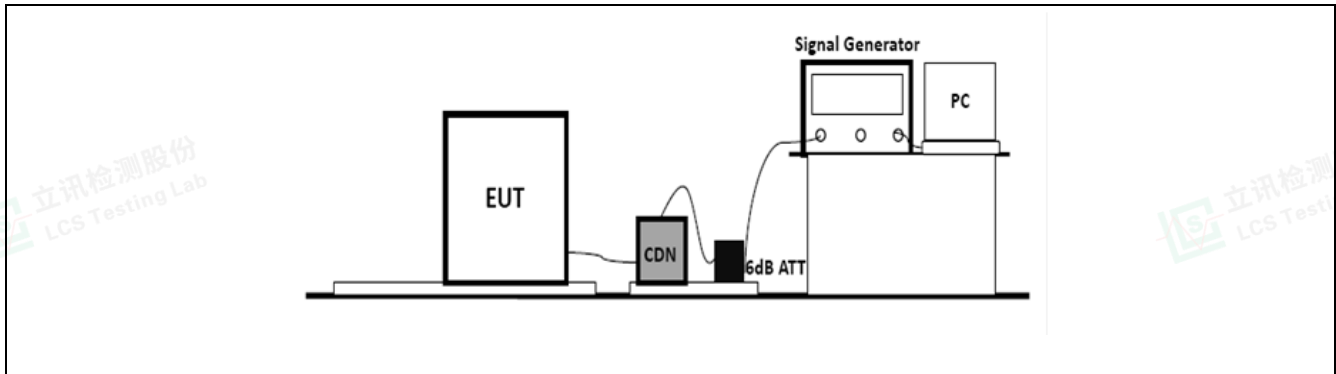 Signal Generator
PC
EUT
CDN
6dB ATT
立讯检测股份
LCS Testing Lab
立讯检测
LCS Testi